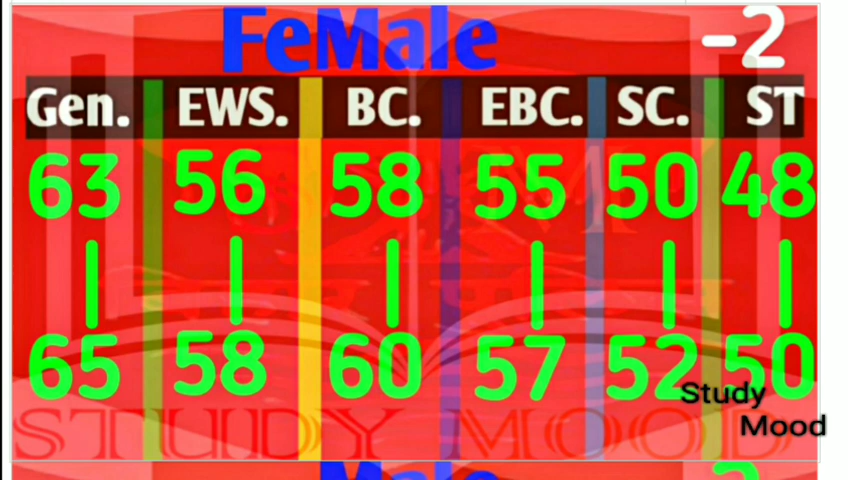 FeMale -2
Gen. EWS. BC. EBC. SC. ST
63 56 58 55 50 48
| | | | | |
65 58 60 57 52 50
Study
Mood
STUDY MOOD
Male